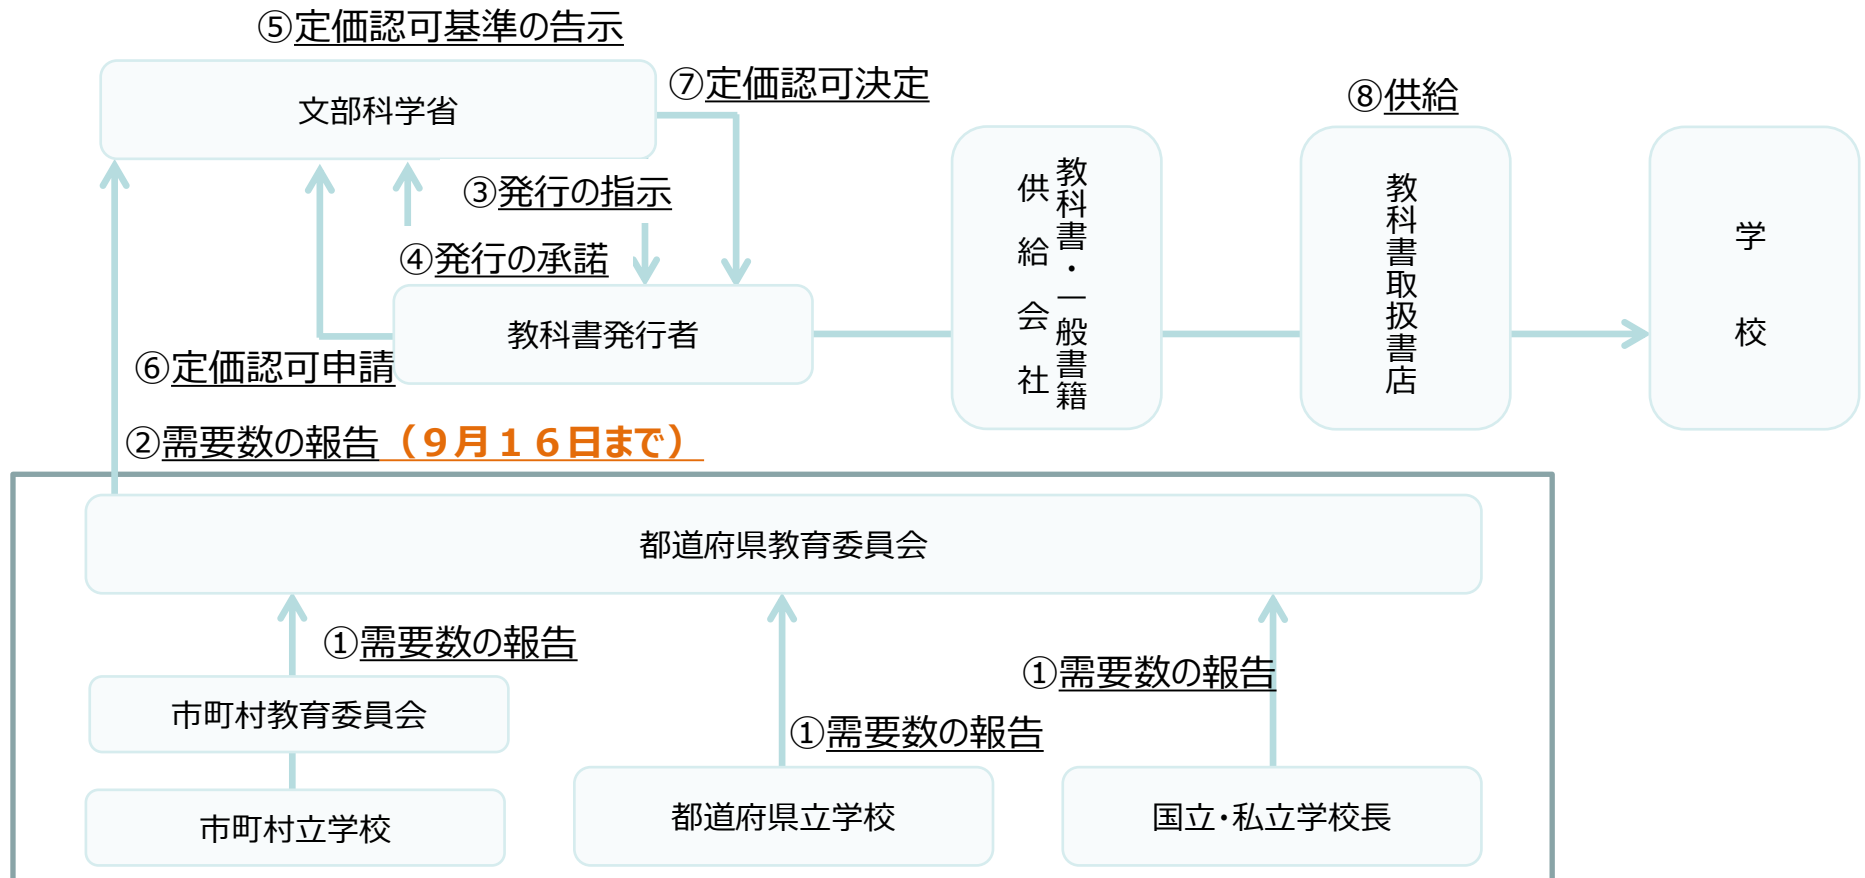 ⑤定価認可基準の告示
文部科学省
⑦定価認可決定
⑧供給
③発行の指示
④発行の承諾
教科書発行者
⑥定価認可申請
教科書・一般書籍
供給会社
教科書取扱書店
学校
②需要数の報告（９月１６日まで）
都道府県教育委員会
①需要数の報告
①需要数の報告
①需要数の報告
市町村教育委員会
市町村立学校
都道府県立学校
国立・私立学校長